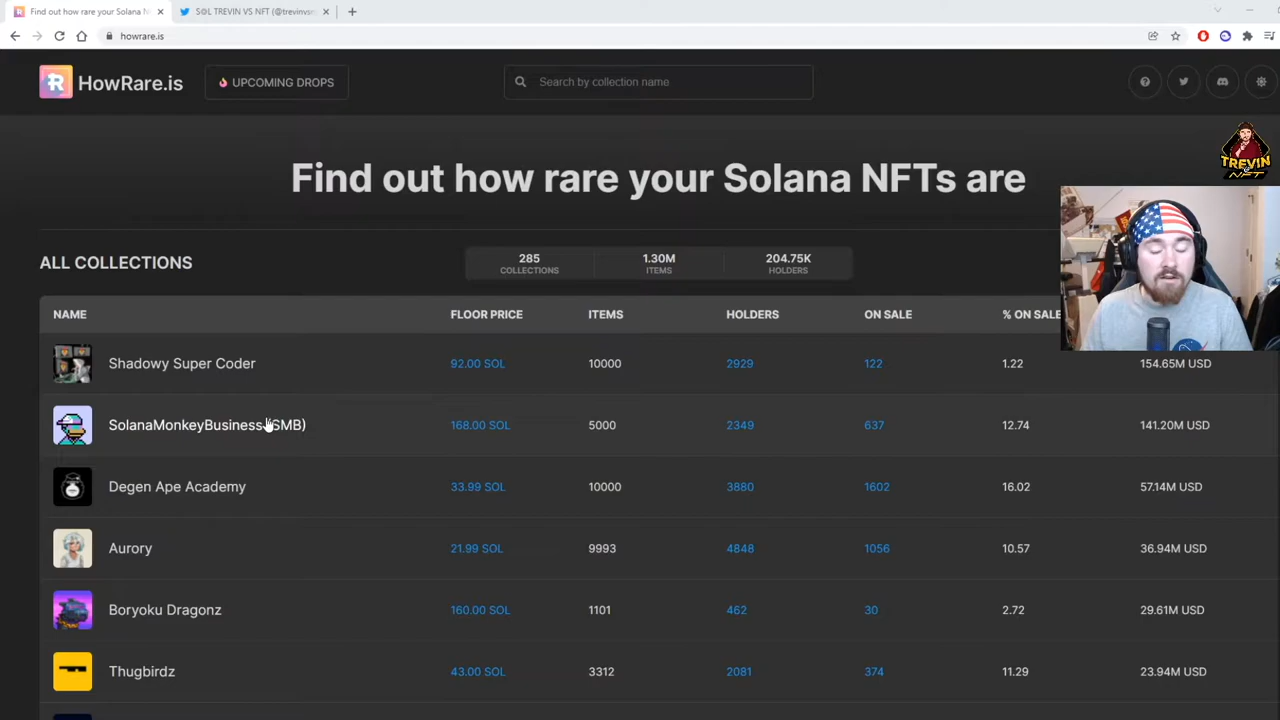 Find out how rare your Solana N
S@L TREVIN VS NFT (@trevinvs
howrare.is
HowRare.is
UPCOMING DROPS
Search by collection name
TREVIN
NFT
Find out how rare your Solana NFTs are
ALL COLLECTIONS
285 1.30M 204.75K
COLLECTIONS ITEMS HOLDERS
NAME FLOOR PRICE ITEMS HOLDERS ON SALE % ON SALE
Shadowy Super Coder 92.00 SOL 10000 2929 122 1.22 154.65M USD
SolanaMonkeyBusiness (SMB) 168.00 SOL 5000 2349 637 12.74 141.20M USD
Degen Ape Academy 33.99 SOL 10000 3880 1602 16.02 57.14M USD
Aurory 21.99 SOL 9993 4848 1056 10.57 36.94M USD
Boryoku Dragonz 160.00 SOL 1101 462 30 2.72 29.61M USD
Thugbirdz 43.00 SOL 3312 2081 374 11.29 23.94M USD